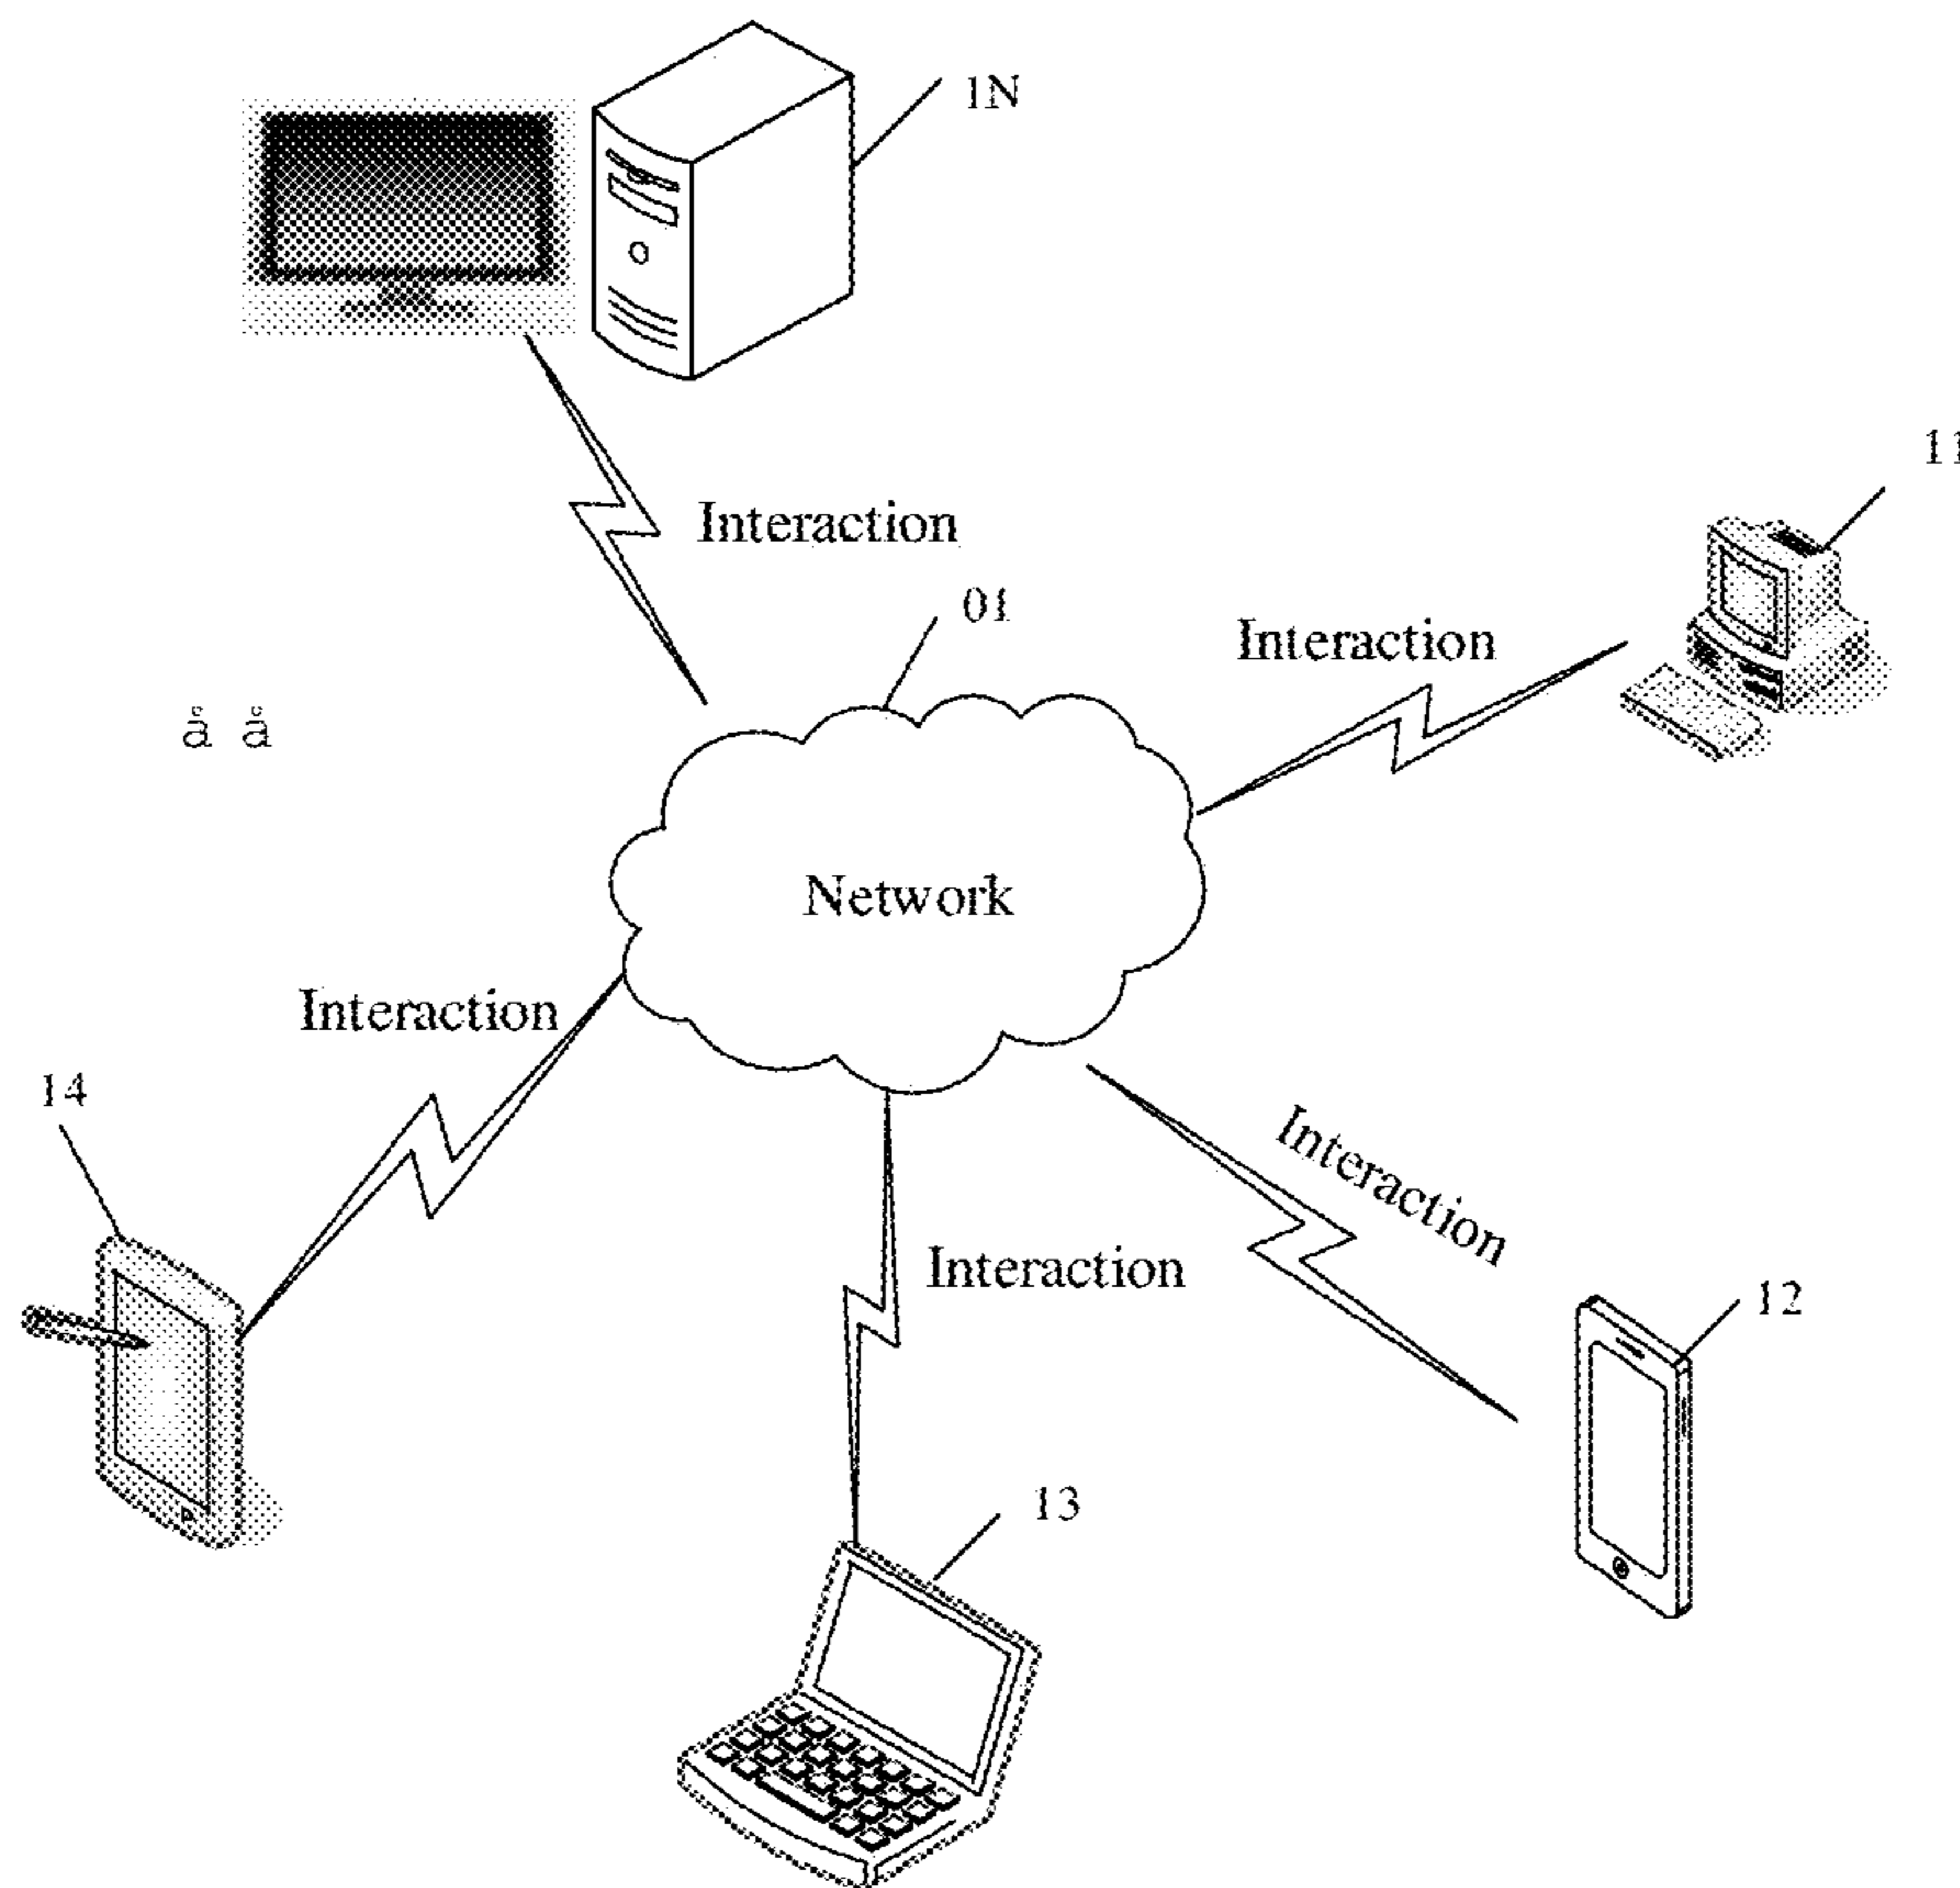 1N
11
Interaction
01
Interaction
å å
Network
Interaction
14
Interaction
Interaction
12
13